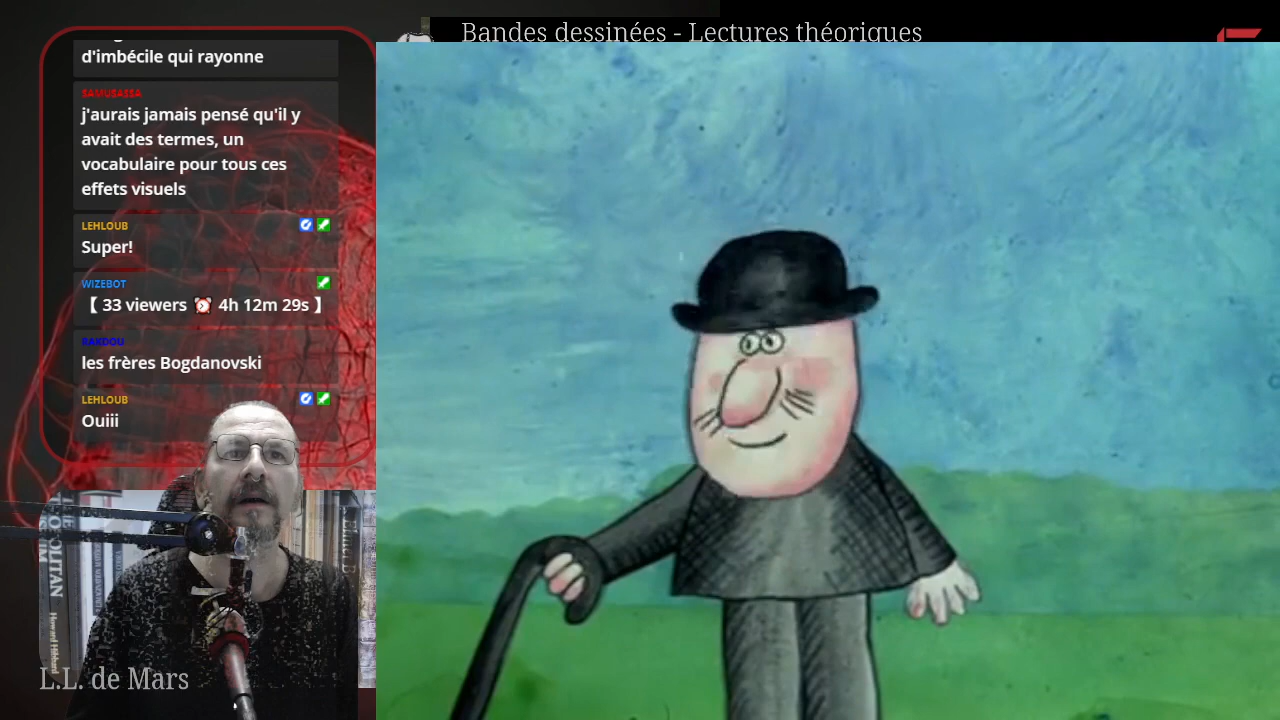 Bandes dessinées - Lectures théoriques
d'imbécile qui rayonne
SAMUSASSA
j'aurais jamais pensé qu'il y
avait des termes, un
vocabulaire pour tous ces
effets visuels
LEHLOUB
Super!
WIZEBOT
【 33 viewers ⏰ 4h 12m 29s 】
RAKDOU
les frères Bogdanovski
LEHLOUB
Ouiii
L.L. de Mars